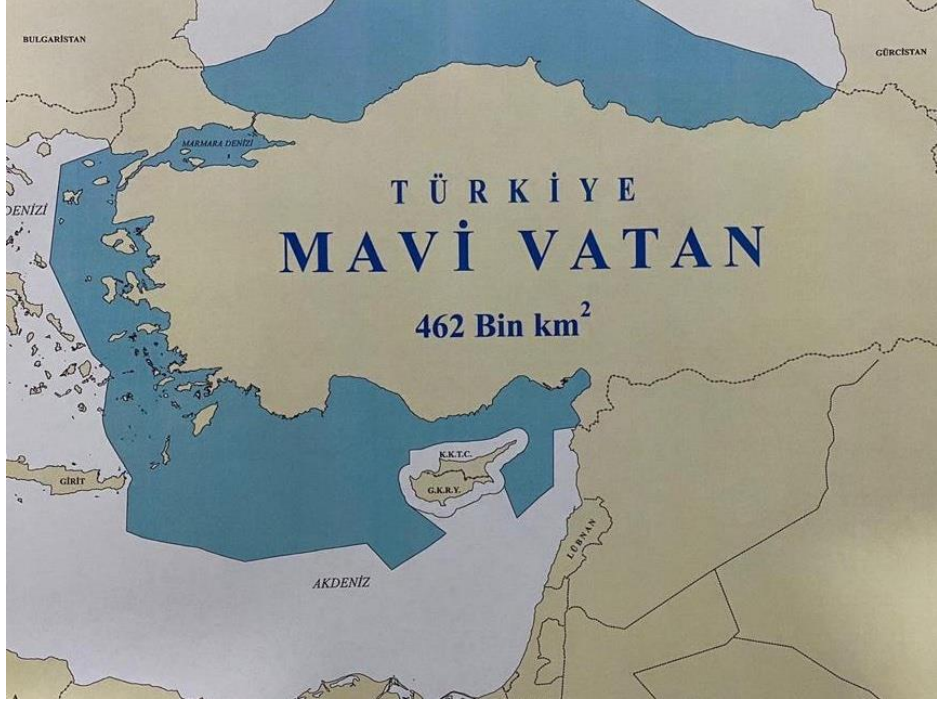 BULGARİSTAN
GÜRCİSTAN
MARMARA DENİZİ
DENİZİ
TÜRKİYE
MAVİ VATAN
462 Bin km²
K.K.T.C.
G.K.R.Y.
GİRİT
LÜBNAN
AKDENİZ